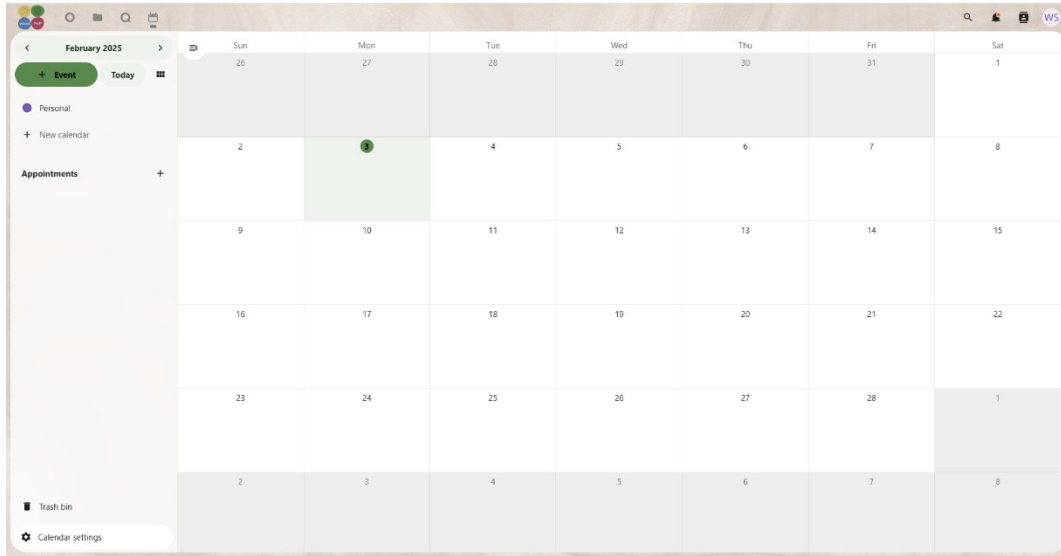 WS
February 2025
+ Event Today
Personal
+ New calendar
Appointments +
Trash bin
Calendar settings
Sun Mon Tue Wed Thu Fri Sat
26 27 28 29 30 31 1
2 3 4 5 6 7 8
9 10 11 12 13 14 15
16 17 18 19 20 21 22
23 24 25 26 27 28 1
2 3 4 5 6 7 8